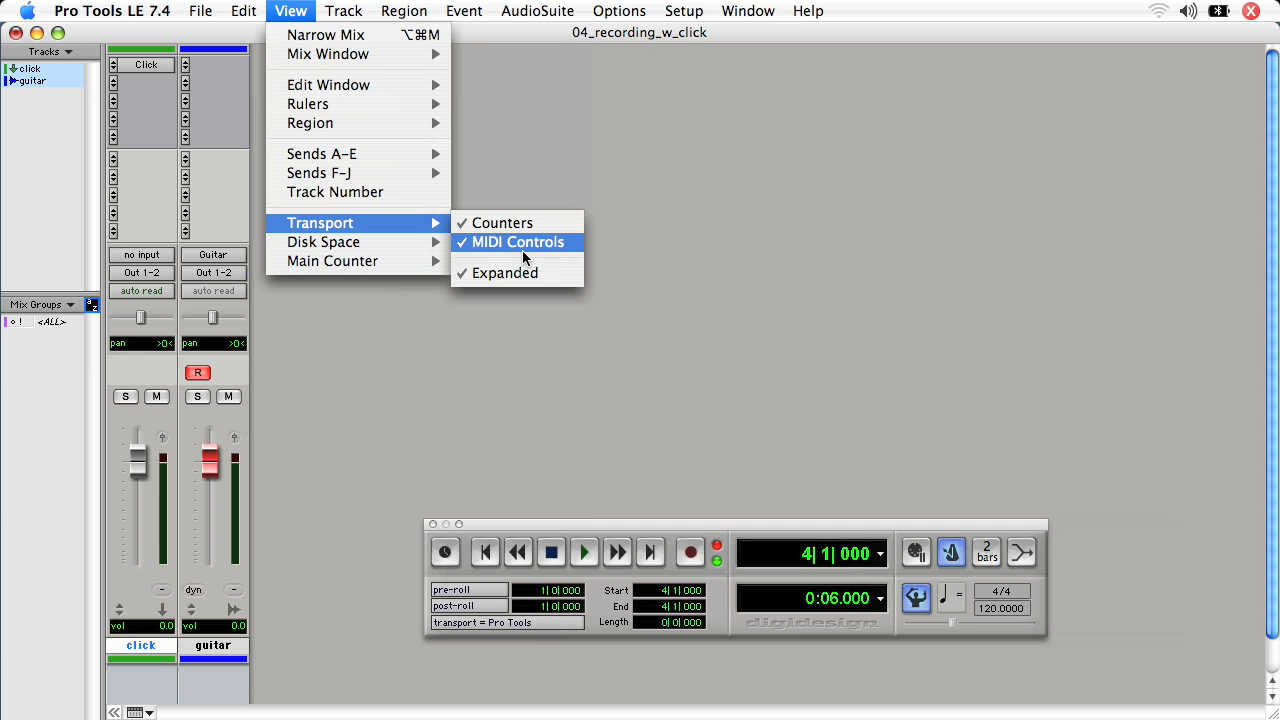 Pro Tools LE 7.4 File Edit View Track Region Event AudioSuite Options Setup Window Help
04_recording_w_click
Tracks
click
guitar
Click
Narrow Mix ⌥⌘M
Mix Window
Edit Window
Rulers
Region
Sends A-E
Sends F-J
Track Number
Transport
Disk Space
Main Counter
✓ Counters
✓ MIDI Controls
✓ Expanded
no input Guitar
Out 1-2 Out 1-2
auto read auto read
Mix Groups a z
o ! <ALL>
pan >0< pan >0<
R
S M S M
- dyn -
vol 0.0 vol 0.0
click guitar
4| 1| 000
2 bars
pre-roll 1| 0| 000 Start 4| 1| 000
post-roll 1| 0| 000 End 4| 1| 000
transport = Pro Tools Length 0| 0| 000
0:06.000
digidesign
♩ = 4/4
120.0000